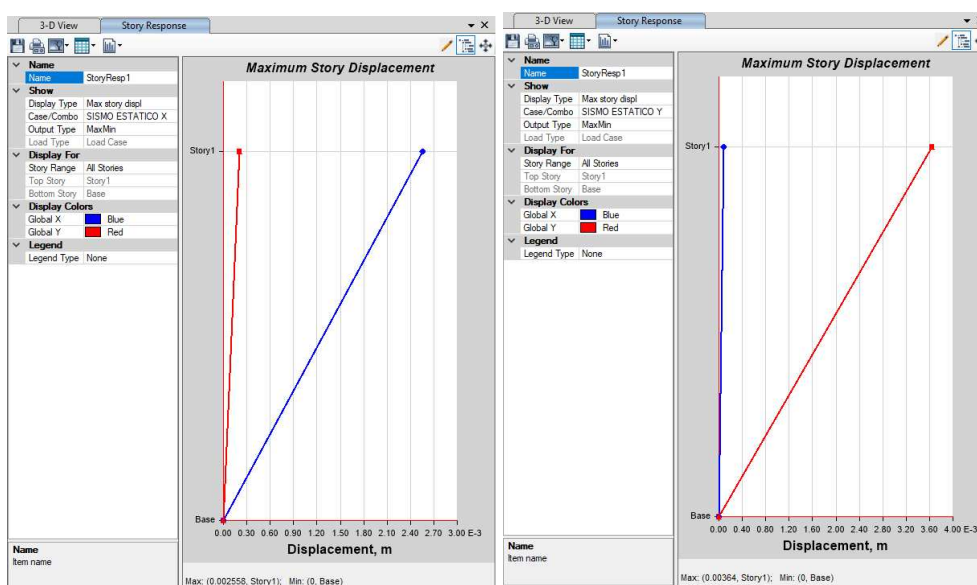 3-D View Story Response
Name
Name StoryResp1
Show
Display Type Max story displ
Case/Combo SISMO ESTATICO X
Output Type MaxMin
Load Type Load Case
Display For
Story Range All Stories
Top Story Story1
Bottom Story Base
Display Colors
Global X Blue
Global Y Red
Legend
Legend Type None
Name
Item name
Maximum Story Displacement
Story1
Base
0.00 0.30 0.60 0.90 1.20 1.50 1.80 2.10 2.40 2.70 3.00 E-3
Displacement, m
Max: (0.002558, Story1); Min: (0, Base)
3-D View Story Response
Name
Name StoryResp1
Show
Display Type Max story displ
Case/Combo SISMO ESTATICO Y
Output Type MaxMin
Load Type Load Case
Display For
Story Range All Stories
Top Story Story1
Bottom Story Base
Display Colors
Global X Blue
Global Y Red
Legend
Legend Type None
Name
Item name
Maximum Story Displacement
Story1
Base
0.00 0.40 0.80 1.20 1.60 2.00 2.40 2.80 3.20 3.60 4.00 E-3
Displacement, m
Max: (0.00364, Story1); Min: (0, Base)